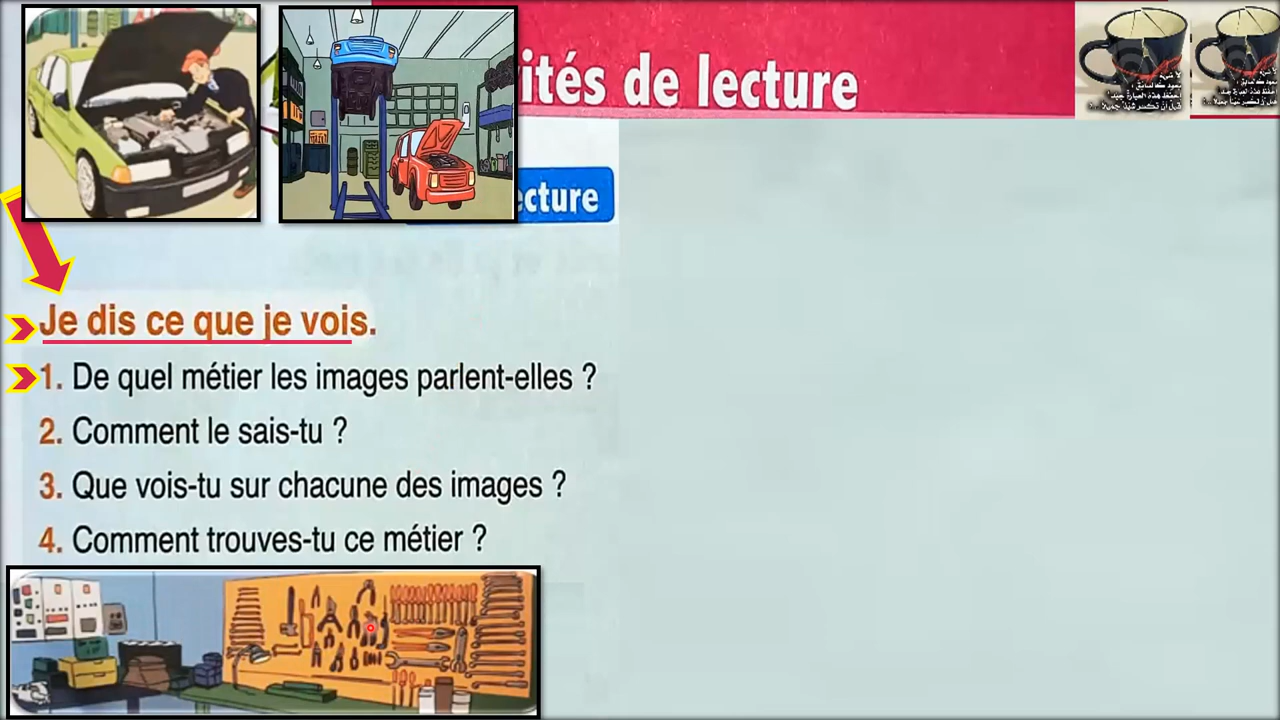 ités de lecture
ecture
Je dis ce que je vois.
1. De quel métier les images parlent-elles ?
2. Comment le sais-tu ?
3. Que vois-tu sur chacune des images ?
4. Comment trouves-tu ce métier ?